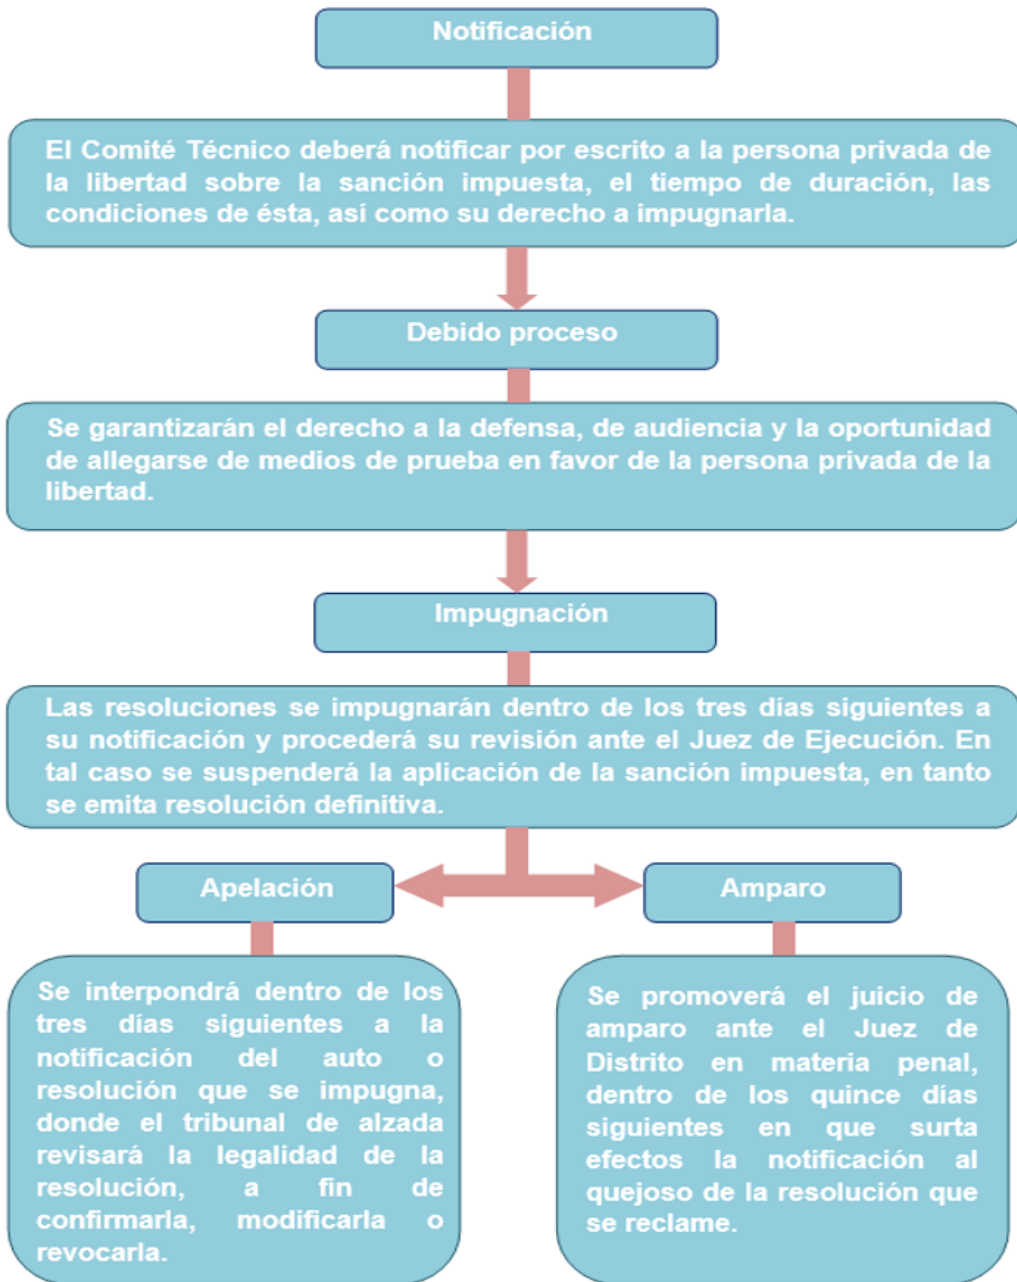 Notificación
El Comité Técnico deberá notificar por escrito a la persona privada de
la libertad sobre la sanción impuesta, el tiempo de duración, las
condiciones de ésta, así como su derecho a impugnarla.
Debido proceso
Se garantizarán el derecho a la defensa, de audiencia y la oportunidad
de allegarse de medios de prueba en favor de la persona privada de la
libertad.
Impugnación
Las resoluciones se impugnarán dentro de los tres días siguientes a
su notificación y procederá su revisión ante el Juez de Ejecución. En
tal caso se suspenderá la aplicación de la sanción impuesta, en tanto
se emita resolución definitiva.
Apelación
Se interpondrá dentro de los
tres días siguientes a la
notificación del auto o
resolución que se impugna,
donde el tribunal de alzada
revisará la legalidad de la
resolución, a fin de
confirmarla, modificarla o
revocarla.
Amparo
Se promoverá el juicio de
amparo ante el Juez de
Distrito en materia penal,
dentro de los quince días
siguientes en que surta
efectos la notificación al
quejoso de la resolución que
se reclame.